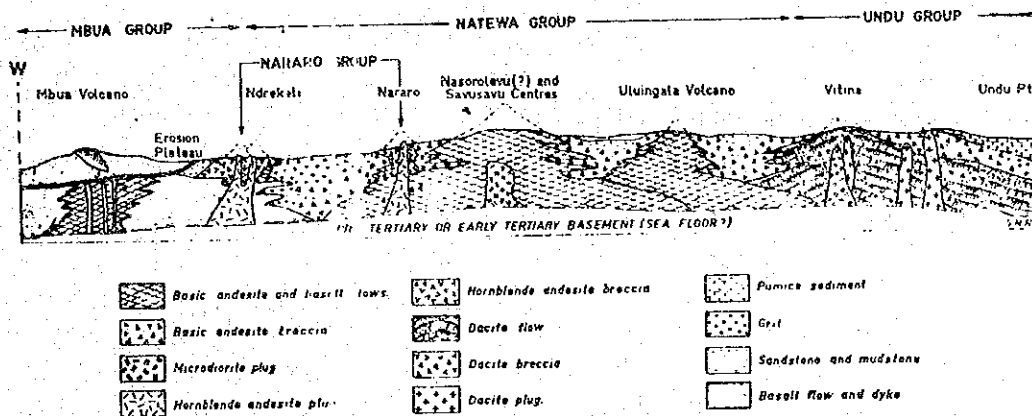 MBUA GROUP
NATEWA GROUP
UNDU GROUP
NARARO GROUP
W
Mbua Volcano
Ndrekeli
Nararo
Nasorolevu(?) and
Savusavu Centres
Uluingata Volcano
Vitina
Undu Pt
Erosion
Plateau
TERTIARY OR EARLY TERTIARY BASEMENT (SEA FLOOR?)
Basic andesite and basalt flows
Basic andesite breccia
Microdiorite plug
Hornblende andesite plu
Hornblende andesite breccia
Dacite flow
Dacite breccia
Dacite plug.
Pumice sediment
Grit
Sandstone and mudstone
Basalt flow and dyke